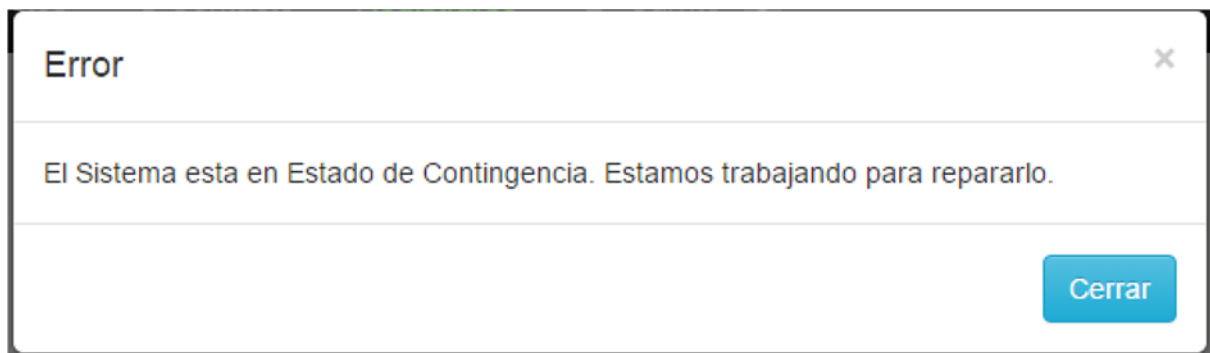 Error
×
El Sistema esta en Estado de Contingencia. Estamos trabajando para repararlo.
Cerrar